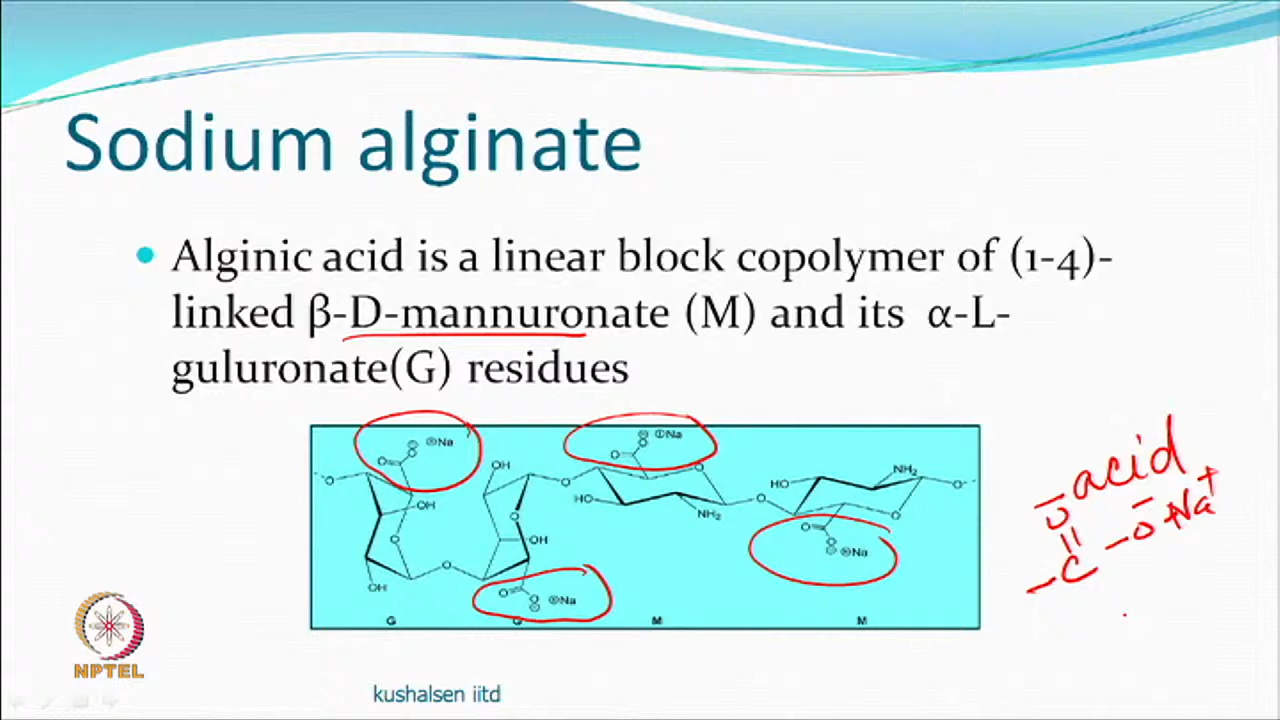 Sodium alginate
• Alginic acid is a linear block copolymer of (1-4)-
linked β-D-mannuronate (M) and its α-L-
guluronate(G) residues
O O⊖ ⊕Na
OH
O⊖ ⊕Na
O
O
OH
O
O
OH
O
OH
O
O
O⊖
⊕Na
O
HO
NH₂
O
HO
NH₂
O
O
O
O⊖ ⊕Na
G
G
M
M
acid
O
||
–C–O⁻Na⁺
NPTEL
kushalsen iitd